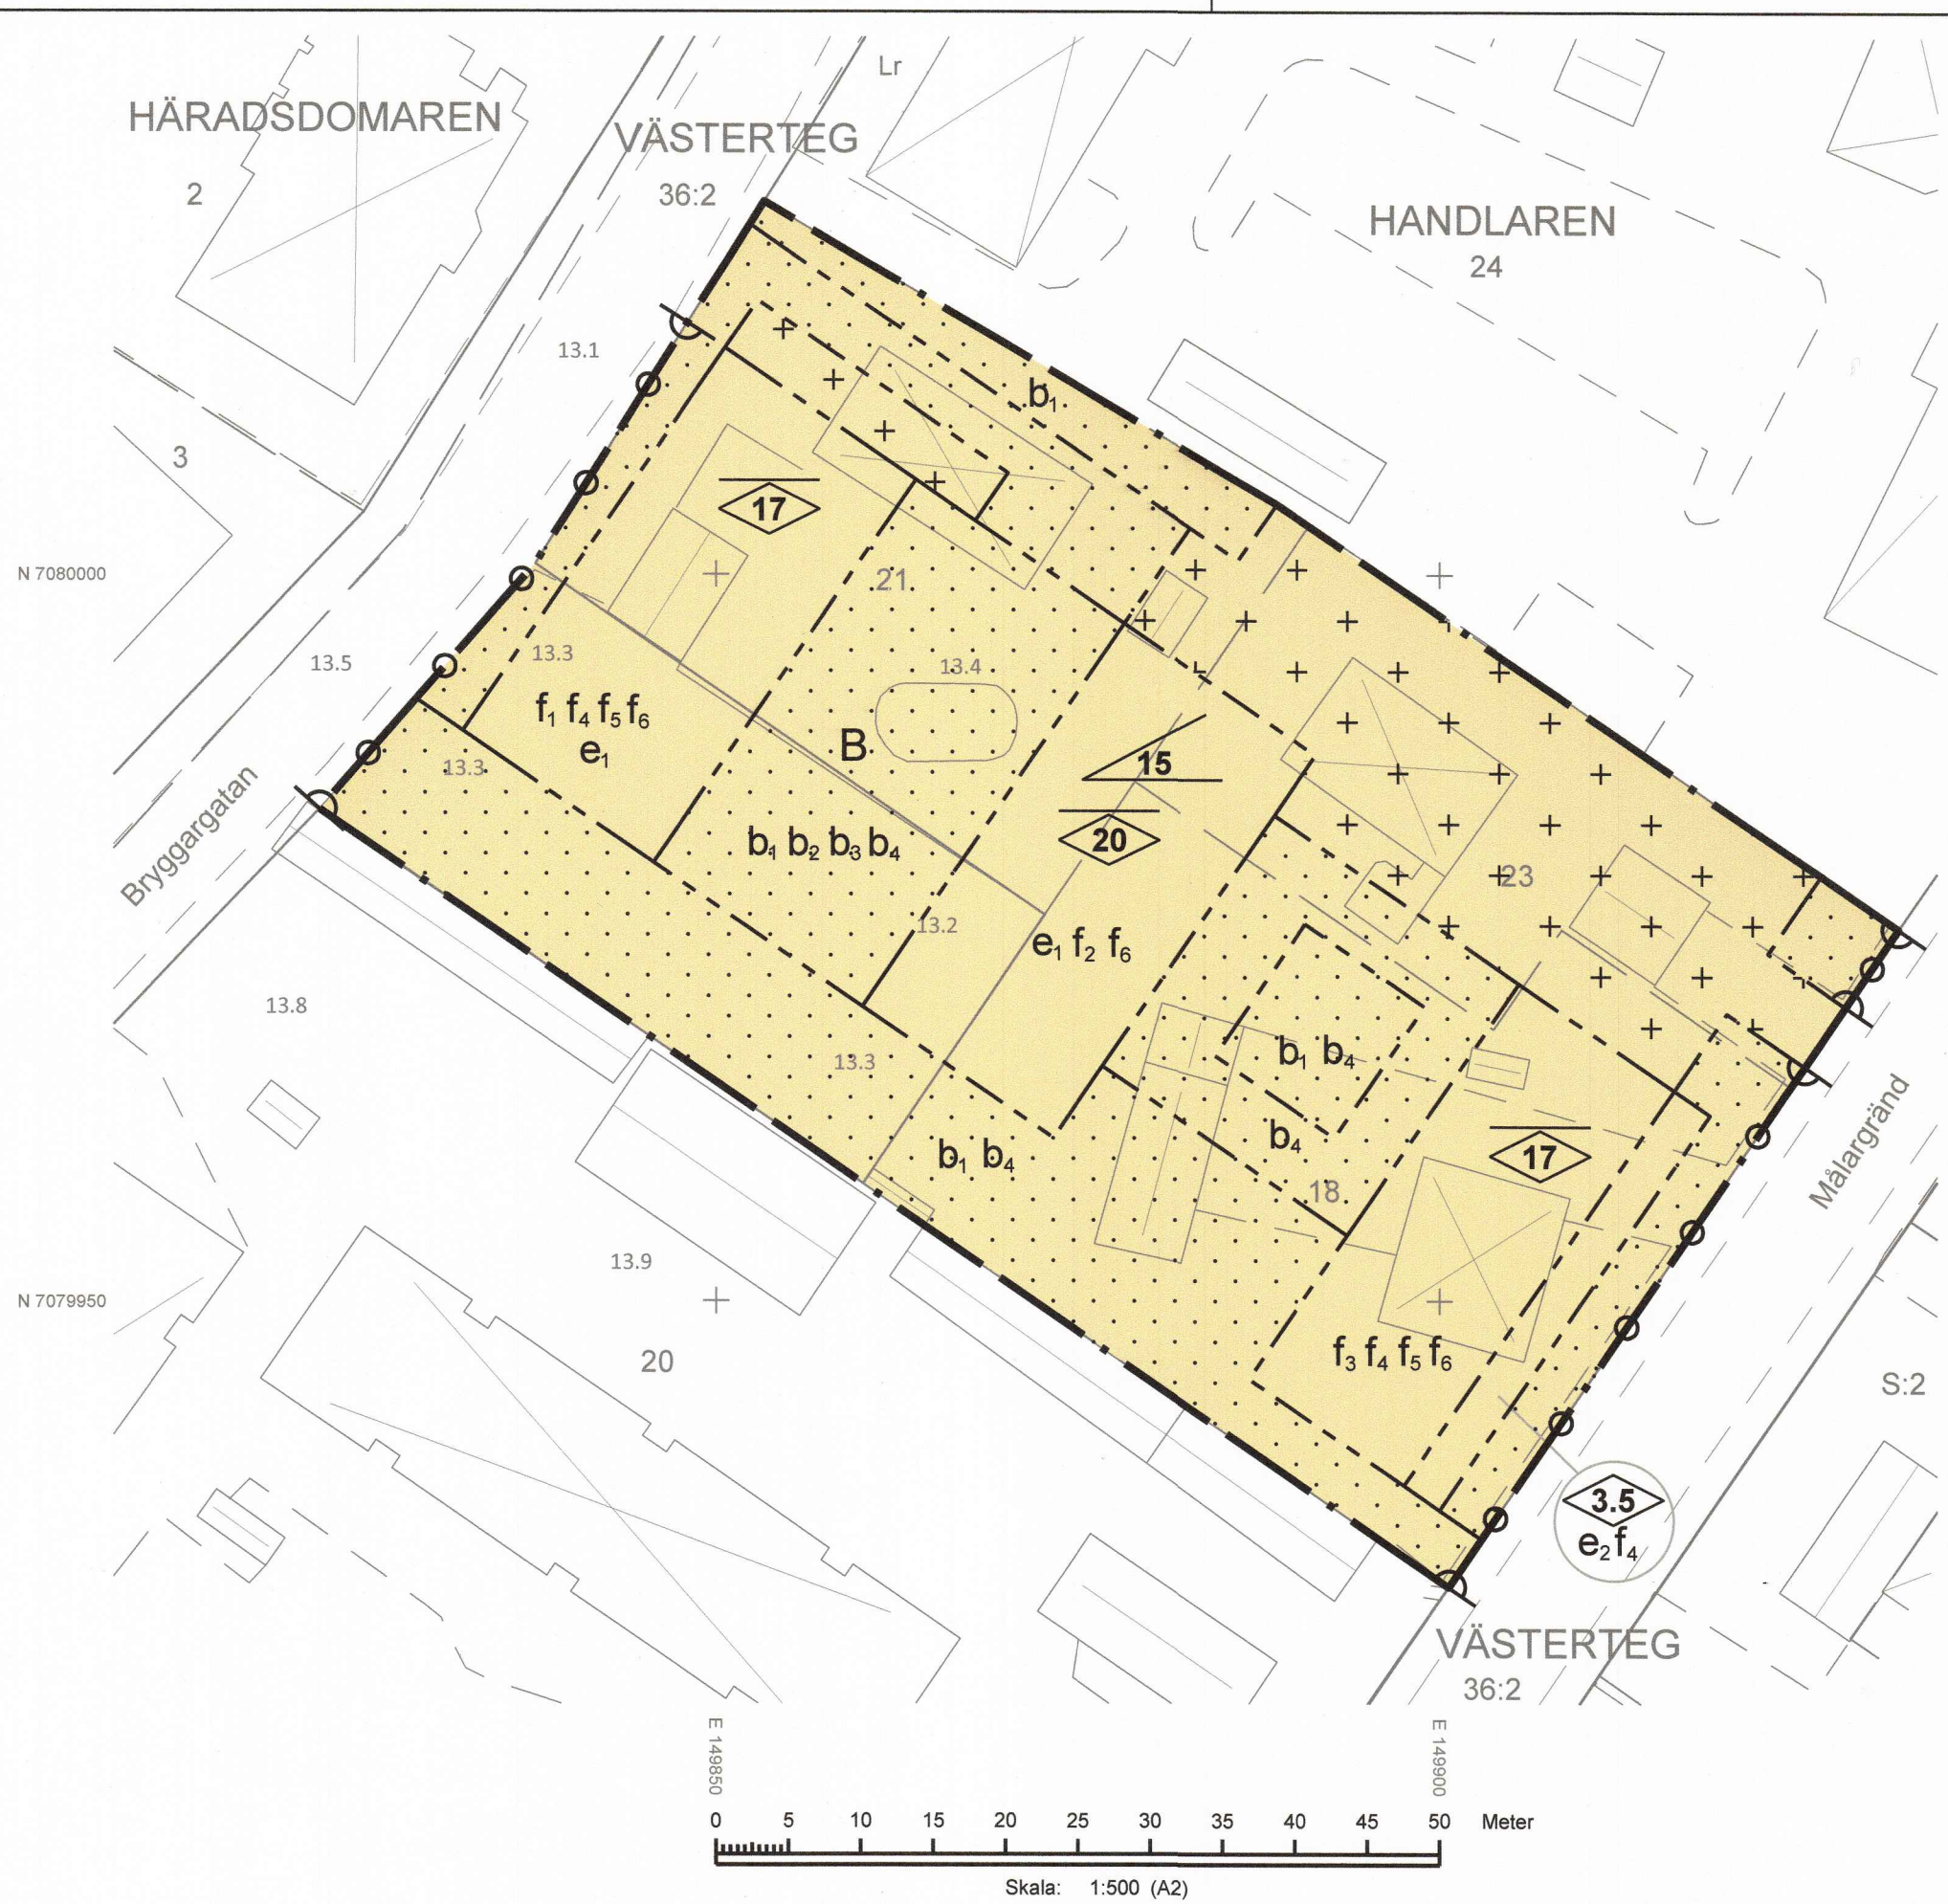 Lr
HÄRADSDOMAREN
VÄSTERTEG
2
36:2
HANDLAREN
24
13.1
b1
3
17
N 7080000
21
13.5
13.3
13.4
f1 f4 f5 f6
B
e1
15
13.3
Bryggargatan
b1 b2 b3 b4
20
23
13.2
e1 f2 f6
13.8
b1 b4
13.3
Målargränd
b4
b1 b4
17
18
13.9
N 7079950
20
f3 f4 f5 f6
S:2
3.5
e2 f4
VÄSTERTEG
36:2
E 149850
E 149900
0 5 10 15 20 25 30 35 40 45 50 Meter
Skala: 1:500 (A2)